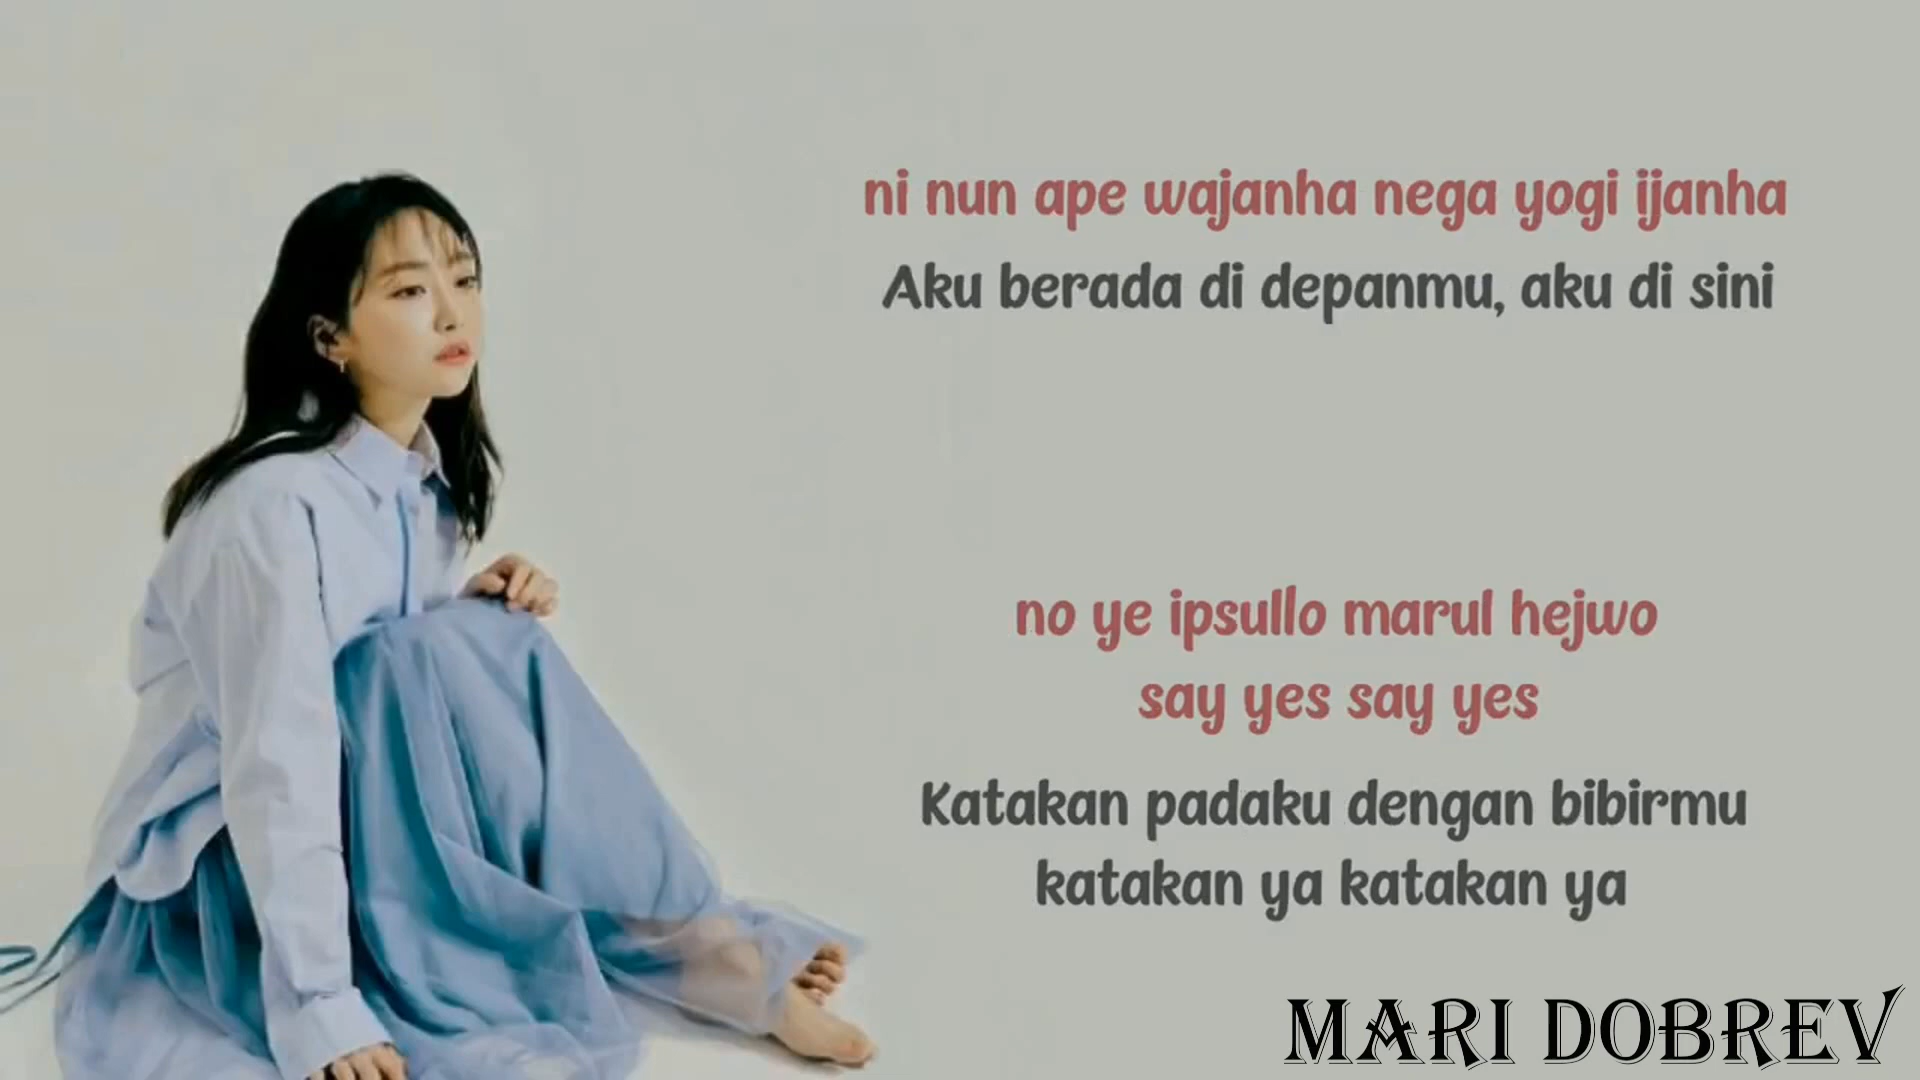 ni nun ape wajanha nega yogi ijanha
Aku berada di depanmu, aku di sini
no ye ipsullo marul hejwo
say yes say yes
Katakan padaku dengan bibirmu
katakan ya katakan ya
MARI DOBREV